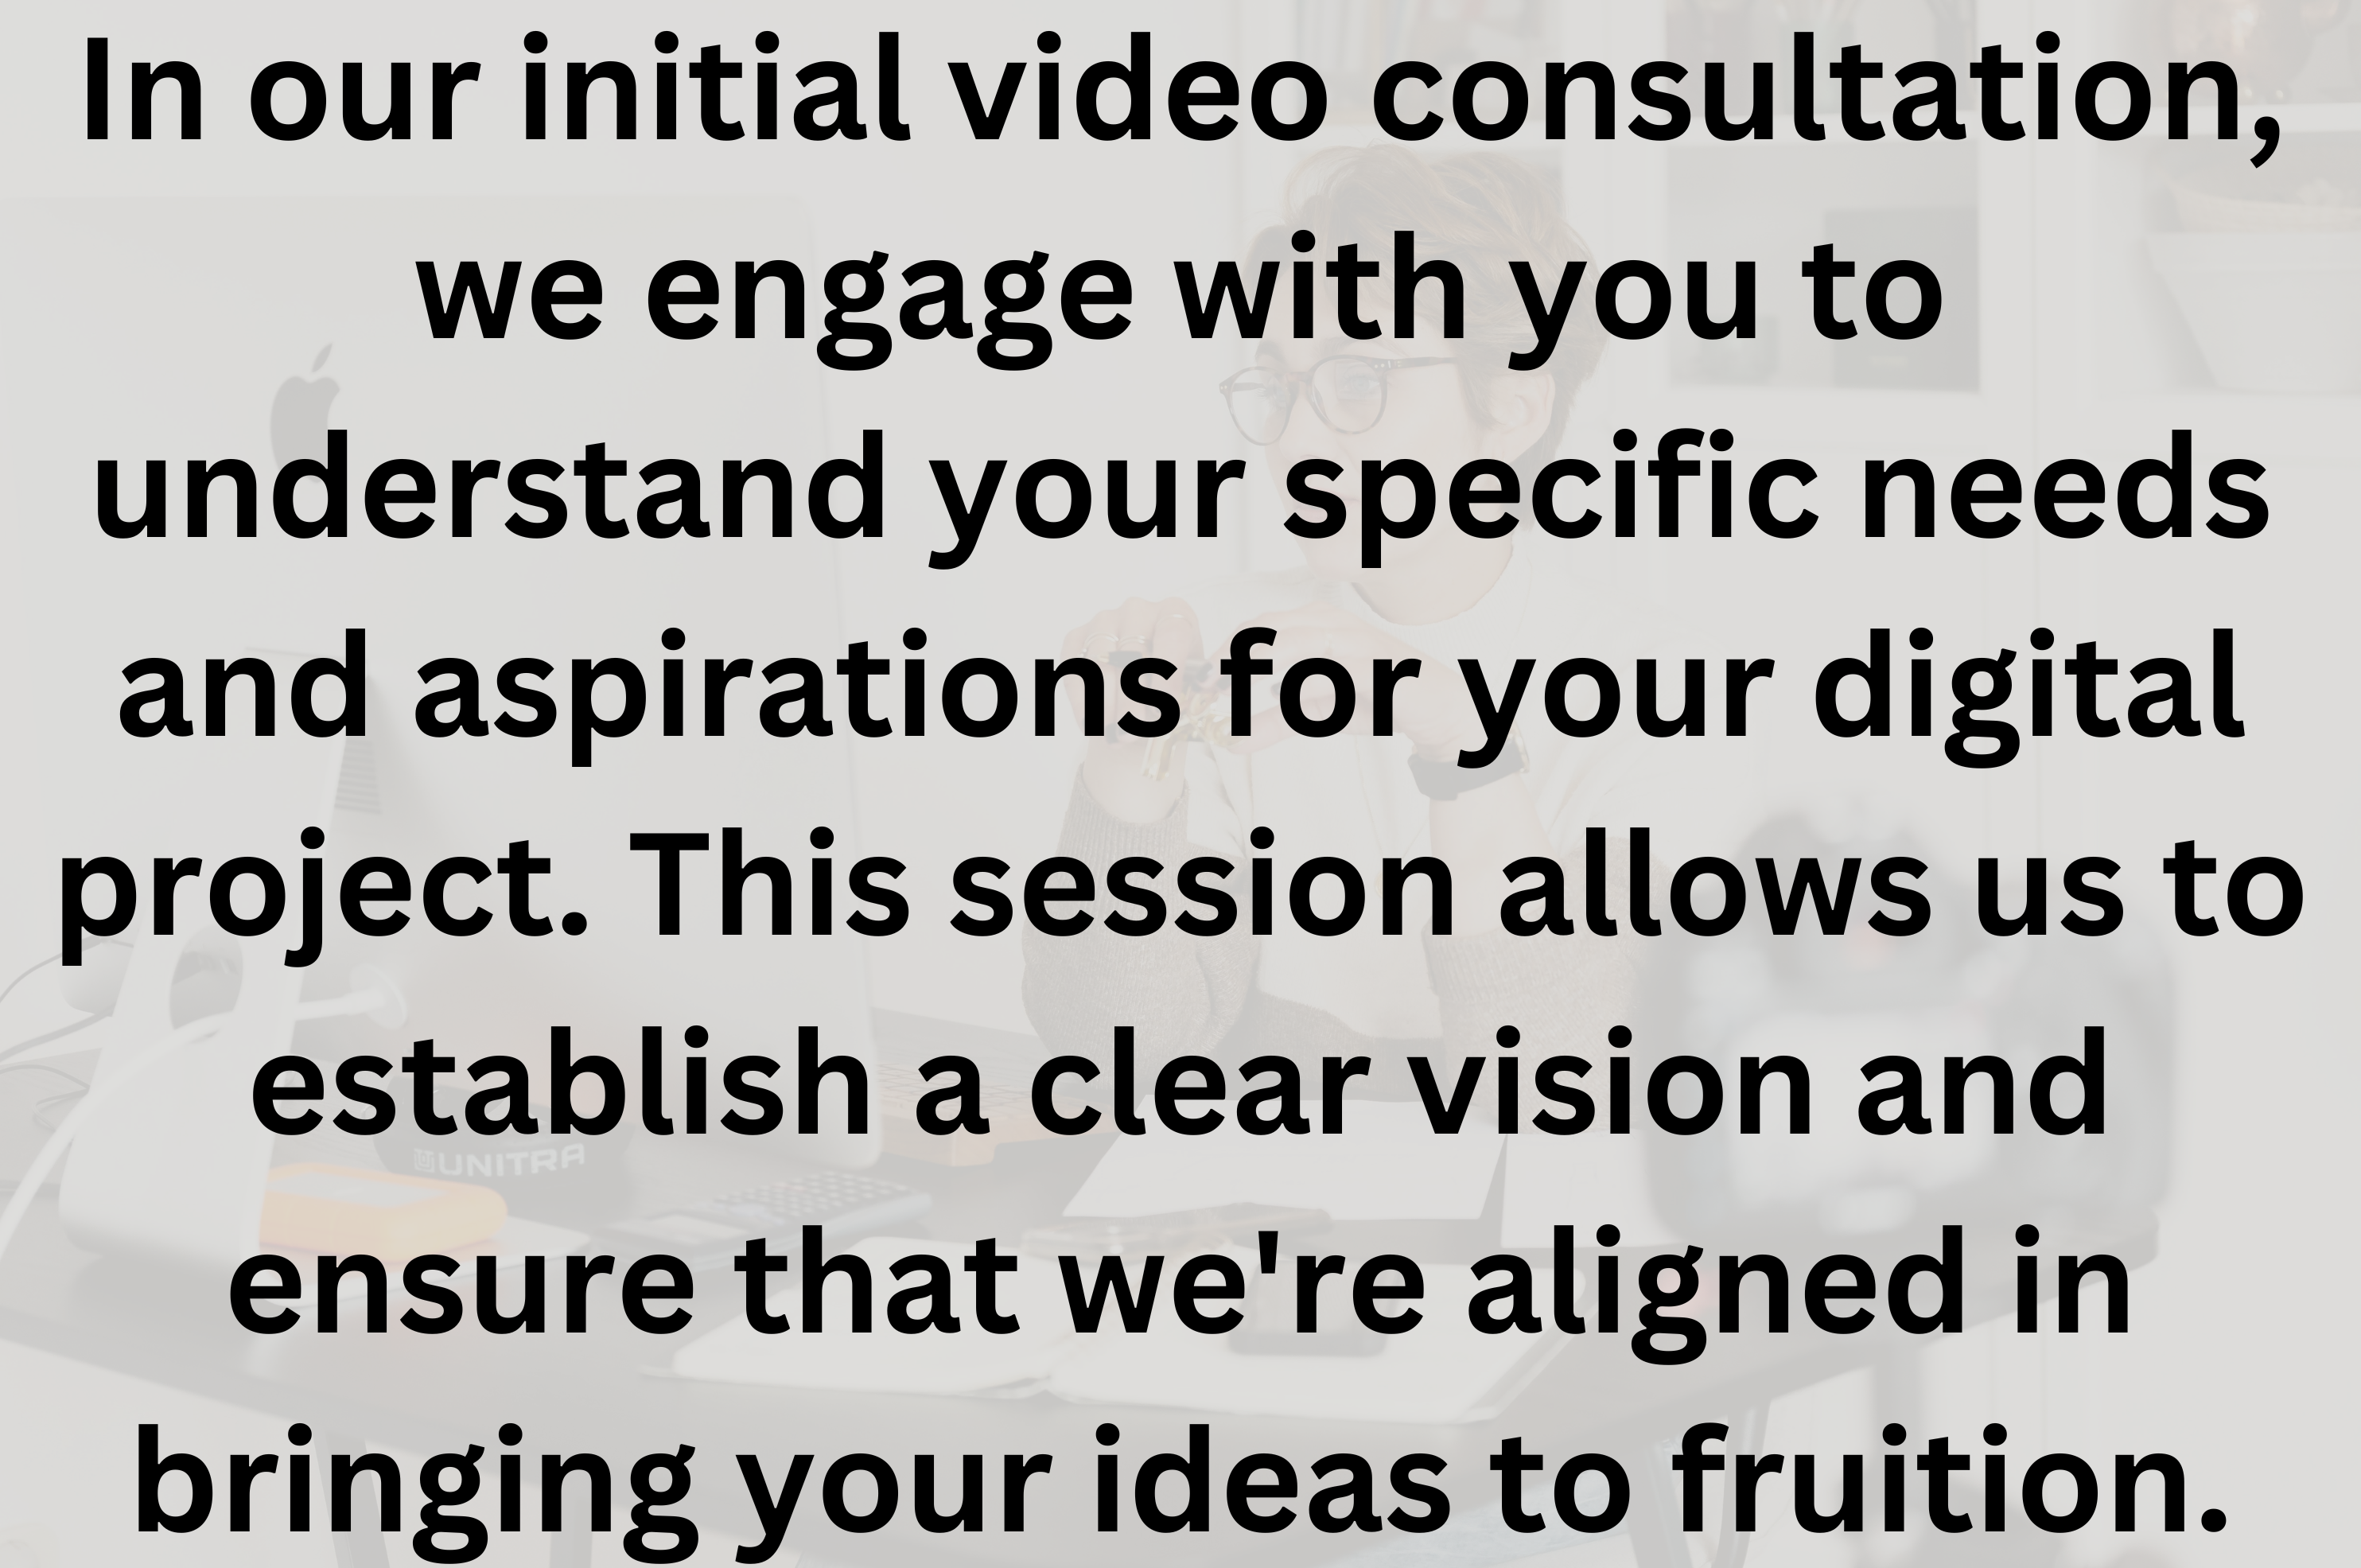 In our initial video consultation,
we engage with you to
understand your specific needs
and aspirations for your digital
project. This session allows us to
establish a clear vision and
UNITRA
ensure that we're aligned in
bringing your ideas to fruition.